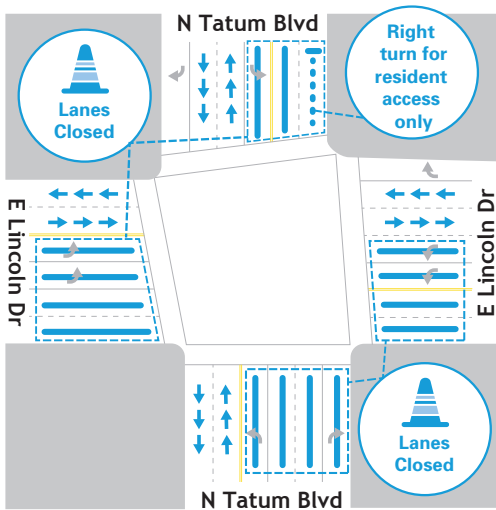 N Tatum Blvd
Lanes
Closed
Right
turn for
resident
access
only
E Lincoln Dr
E Lincoln Dr
Lanes
Closed
N Tatum Blvd